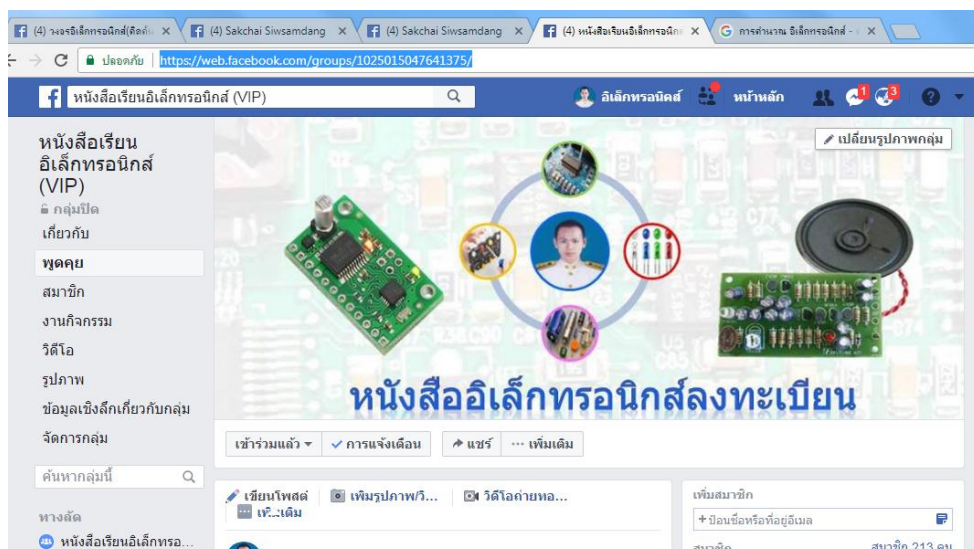 (4) วงจรอิเล็กทรอนิกส์(ติดต่
(4) Sakchai Siwsamdang
(4) Sakchai Siwsamdang
(4) หนังสือเรียนอิเล็กทรอนิก
การคำนวณ อิเล็กทรอนิกส์ -
ปลอดภัย
https://web.facebook.com/groups/1025015047641375/
หนังสือเรียนอิเล็กทรอนิกส์ (VIP)
อิเล็กทรอนิคส์
หน้าหลัก
1
3
หนังสือเรียน
อิเล็กทรอนิกส์
(VIP)
กลุ่มปิด
เกี่ยวกับ
พูดคุย
สมาชิก
งานกิจกรรม
วิดีโอ
รูปภาพ
ข้อมูลเชิงลึกเกี่ยวกับกลุ่ม
จัดการกลุ่ม
ค้นหากลุ่มนี้
ทางลัด
หนังสือเรียนอิเล็กทรอ...
เปลี่ยนรูปภาพกลุ่ม
หนังสืออิเล็กทรอนิกส์ลงทะเบียน
เข้าร่วมแล้ว
การแจ้งเตือน
แชร์
เพิ่มเติม
เขียนโพสต์
เพิ่มรูปภาพ/วิ...
วิดีโอถ่ายทอ...
เพิ่มเติม
เพิ่มสมาชิก
+ ป้อนชื่อหรือที่อยู่อีเมล
สมาชิก
สมาชิก 213 คน